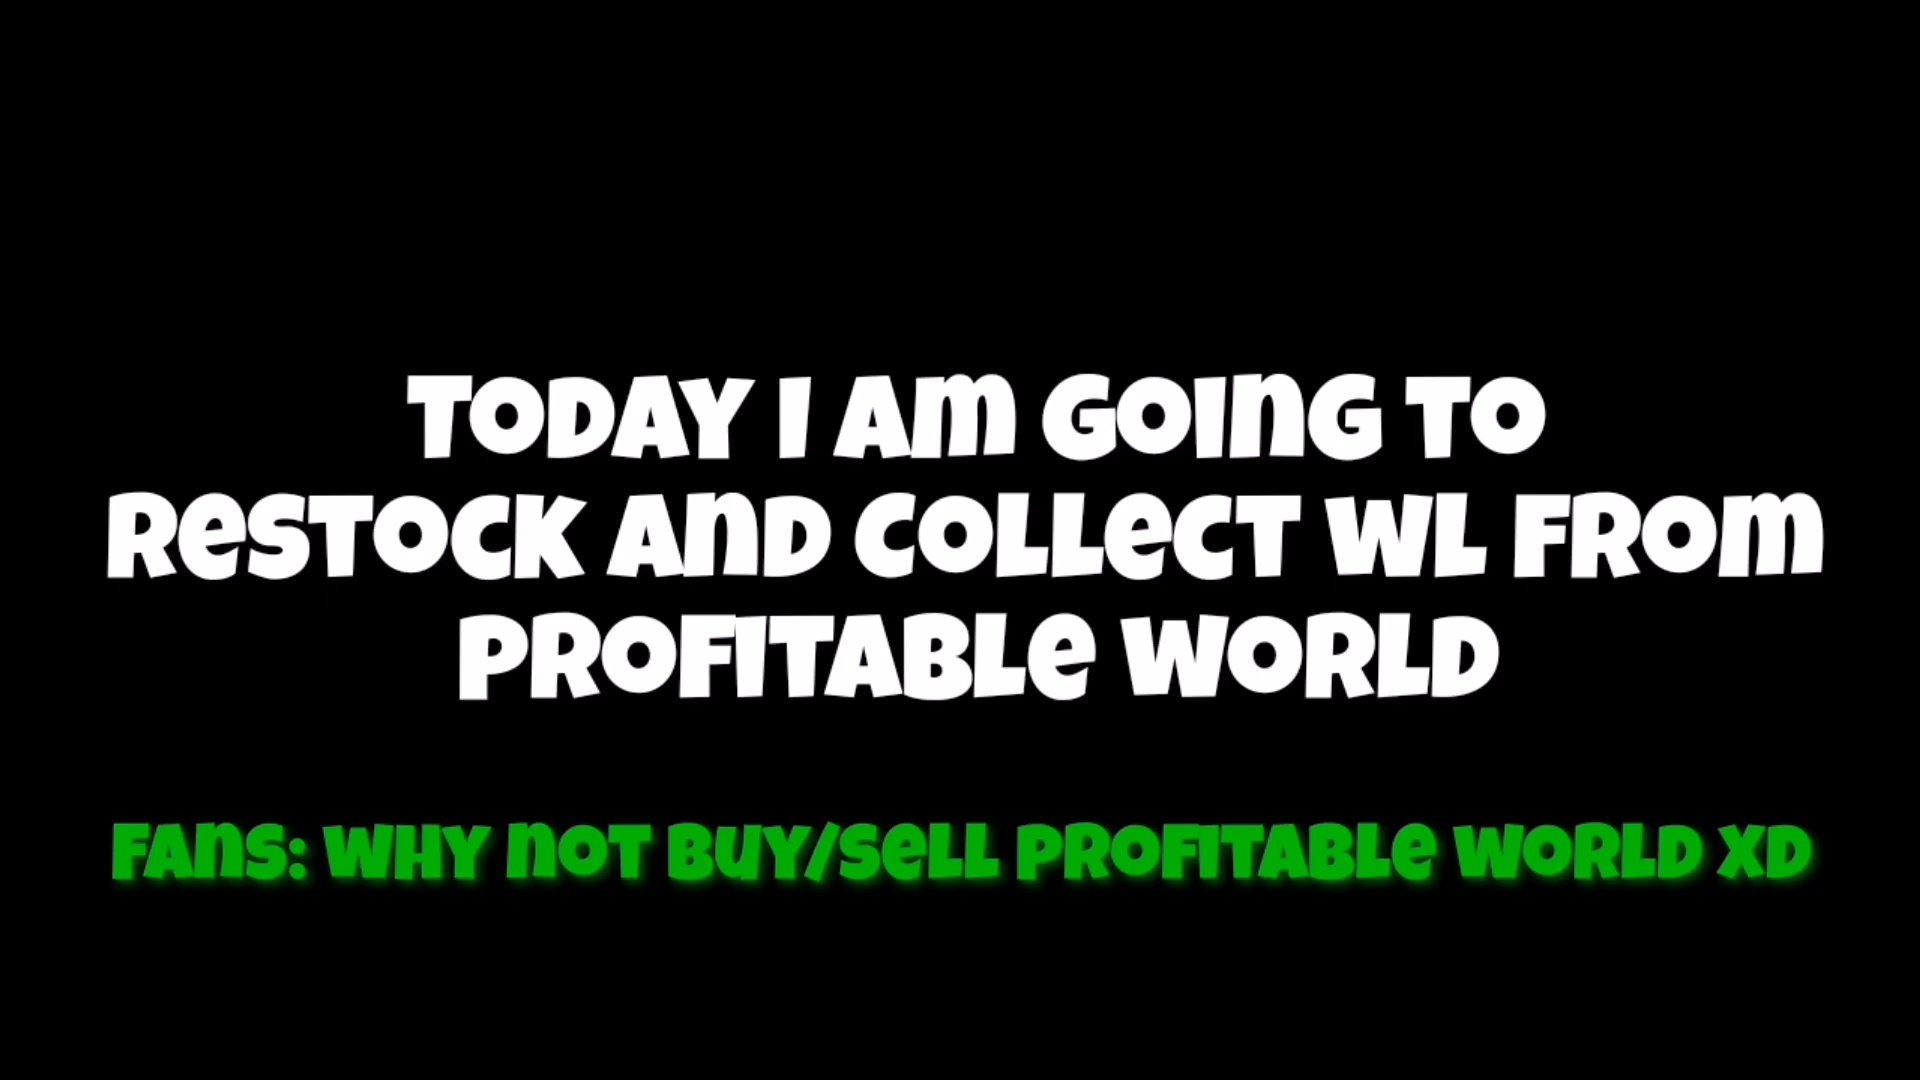 Today I am going to
restock and collect wl from
profitable world
Fans: why not buy/sell profitable world xD